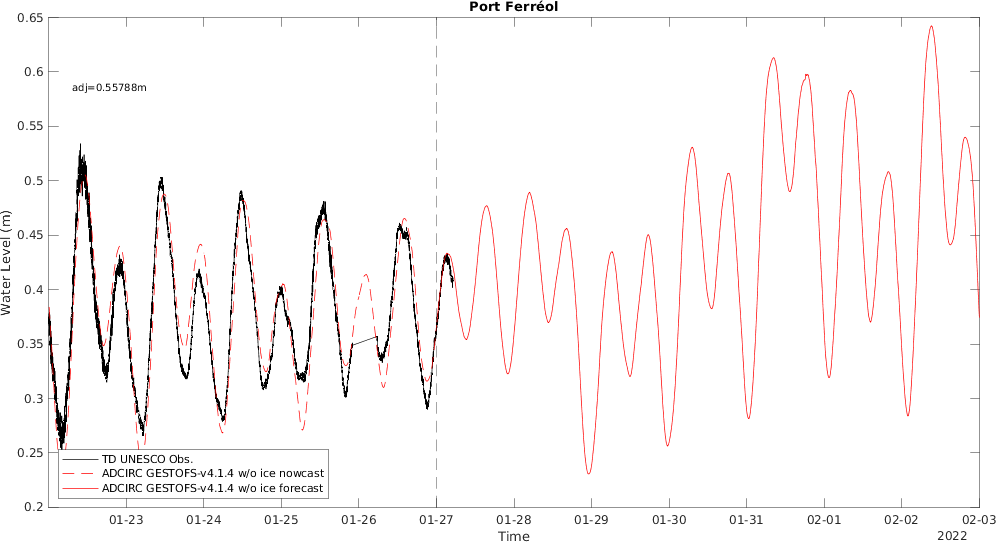 Port Ferréol
0.65
0.6
0.55
0.5
0.45
0.4
0.35
0.3
0.25
0.2
Water Level (m)
adj=0.55788m
TD UNESCO Obs.
ADCIRC GESTOFS-v4.1.4 w/o ice nowcast
ADCIRC GESTOFS-v4.1.4 w/o ice forecast
01-23 01-24 01-25 01-26 01-27 01-28 01-29 01-30 01-31 02-01 02-02 02-03
Time
2022